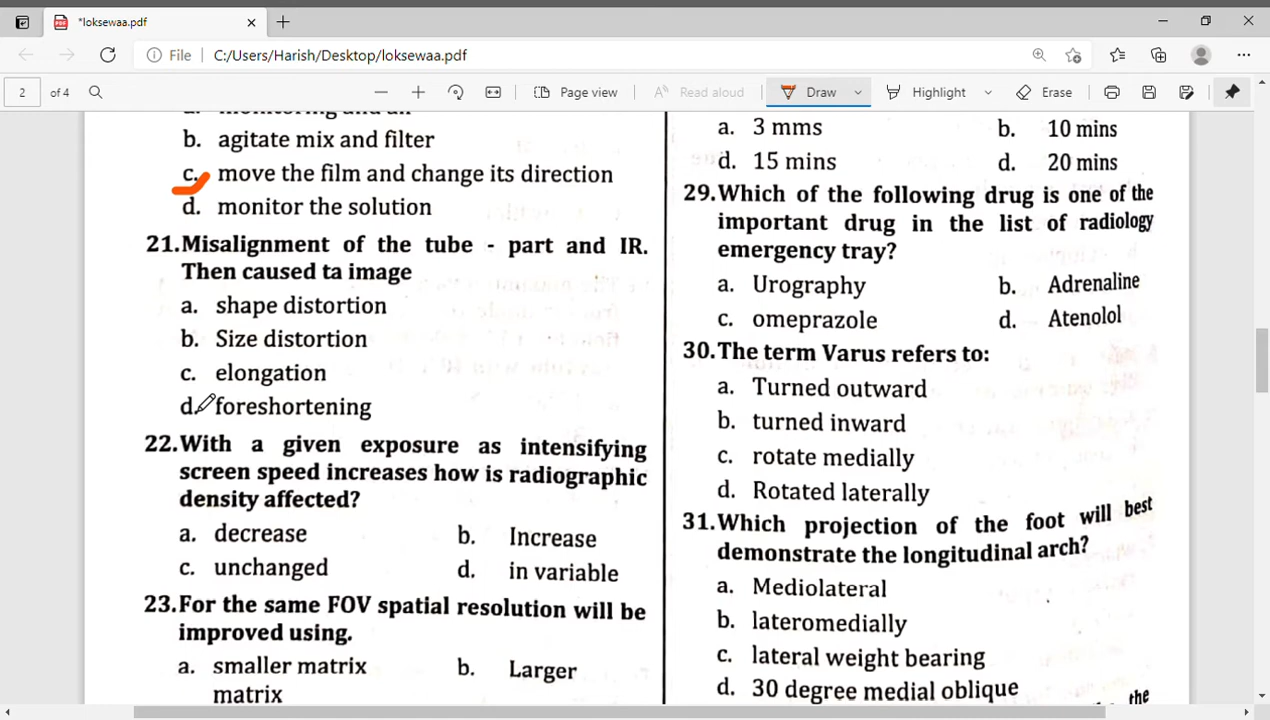 *loksewaa.pdf
File C:/Users/Harish/Desktop/loksewaa.pdf
2 of 4 Page view Read aloud Draw Highlight Erase
b. agitate mix and filter
c. move the film and change its direction
d. monitor the solution
21.Misalignment of the tube - part and IR.
Then caused ta image
a. shape distortion
b. Size distortion
c. elongation
d. foreshortening
22.With a given exposure as intensifying
screen speed increases how is radiographic
density affected?
a. decrease b. Increase
c. unchanged d. in variable
23.For the same FOV spatial resolution will be
improved using.
a. smaller matrix b. Larger
matrix
a. 3 mms b. 10 mins
d. 15 mins d. 20 mins
29.Which of the following drug is one of the
important drug in the list of radiology
emergency tray?
a. Urography b. Adrenaline
c. omeprazole d. Atenolol
30.The term Varus refers to:
a. Turned outward
b. turned inward
c. rotate medially
d. Rotated laterally
31.Which projection of the foot will best
demonstrate the longitudinal arch?
a. Mediolateral
b. lateromedially
c. lateral weight bearing
d. 30 degree medial oblique
the